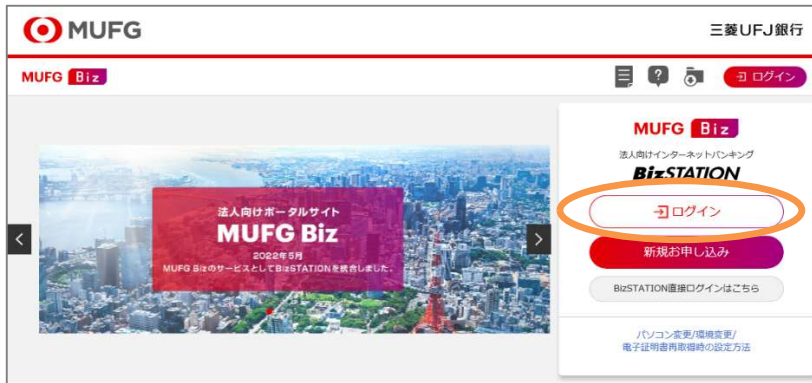 MUFG
三菱UFJ銀行
MUFG Biz
ログイン
法人向けポータルサイト
MUFG Biz
2022年5月
MUFG BizのサービスとしてBizSTATIONを統合しました。
MUFG Biz
法人向けインターネットバンキング
BizSTATION
ログイン
新規お申し込み
BizSTATION直接ログインはこちら
パソコン変更/環境変更/
電子証明書再取得時の設定方法